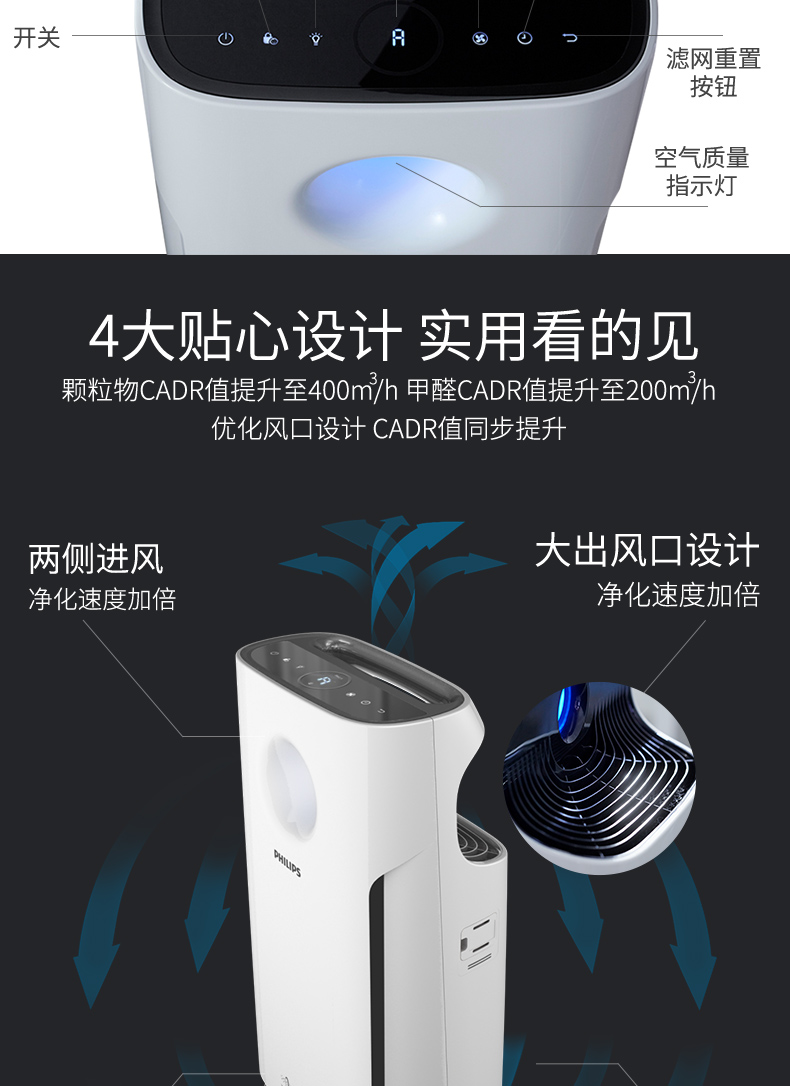 开关
A
滤网重置
按钮
空气质量
指示灯
4大贴心设计 实用看的见
颗粒物CADR值提升至400m³/h 甲醛CADR值提升至200m³/h
优化风口设计 CADR值同步提升
两侧进风
净化速度加倍
大出风口设计
净化速度加倍
A
PHILIPS